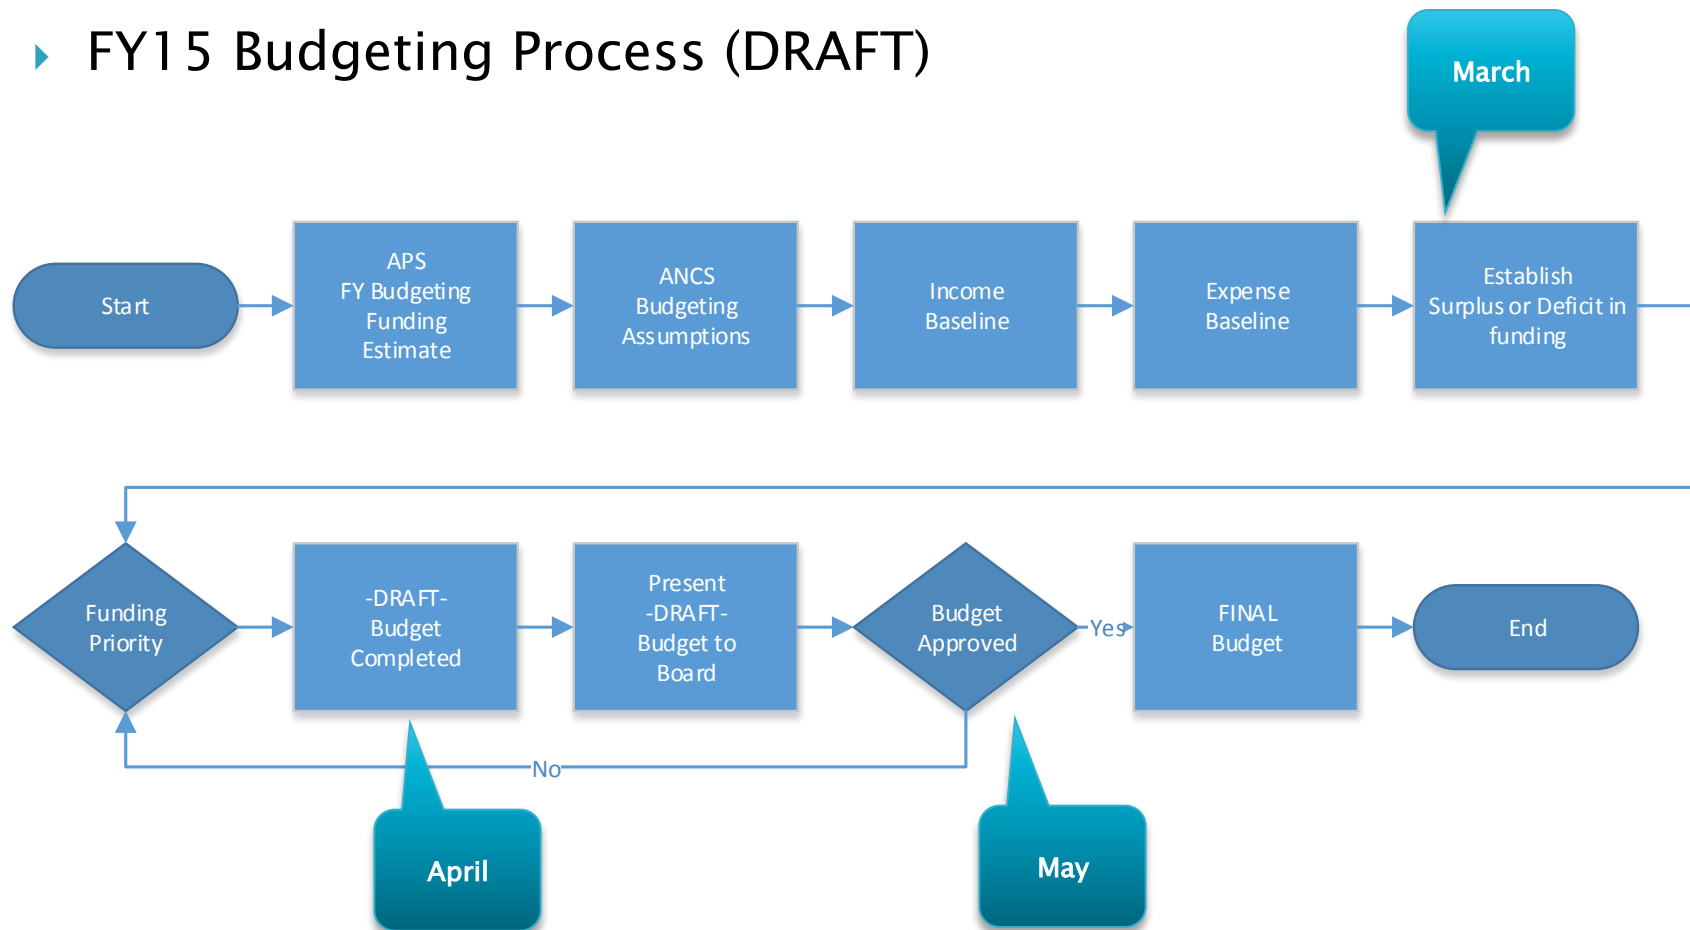 FY15 Budgeting Process (DRAFT)
March
Start
APS
FY Budgeting
Funding
Estimate
ANCS
Budgeting
Assumptions
Income
Baseline
Expense
Baseline
Establish
Surplus or Deficit in
funding
Funding
Priority
-DRAFT-
Budget
Completed
Present
-DRAFT-
Budget to
Board
Budget
Approved
Yes
FINAL
Budget
End
No
April
May